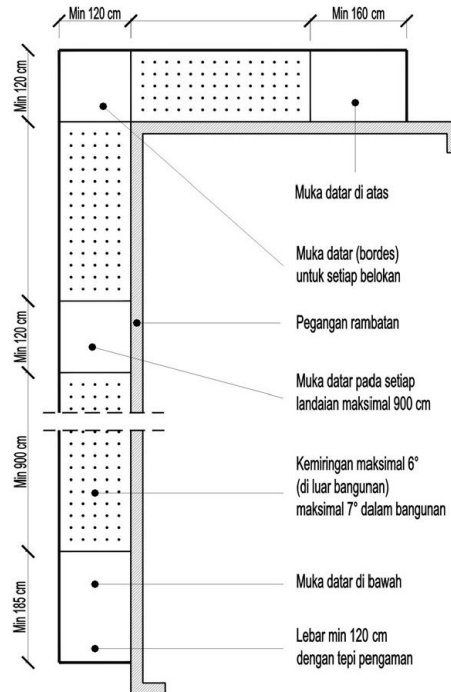 Min 120 cm
Min 160 cm
Min 120 cm
Muka datar di atas
Muka datar (bordes)
untuk setiap belokan
Pegangan rambatan
Min 120 cm
Muka datar pada setiap
landaian maksimal 900 cm
Min 900 cm
Kemiringan maksimal 6°
(di luar bangunan)
maksimal 7° dalam bangunan
Min 185 cm
Muka datar di bawah
Lebar min 120 cm
dengan tepi pengaman